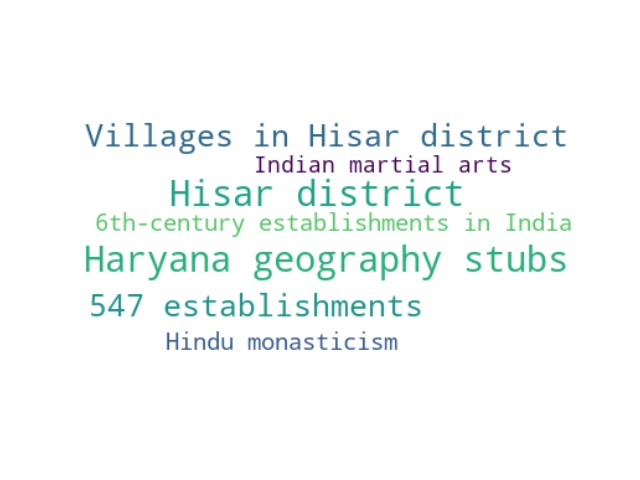 Villages in Hisar district
Indian martial arts
Hisar district
6th-century establishments in India
Haryana geography stubs
547 establishments
Hindu monasticism